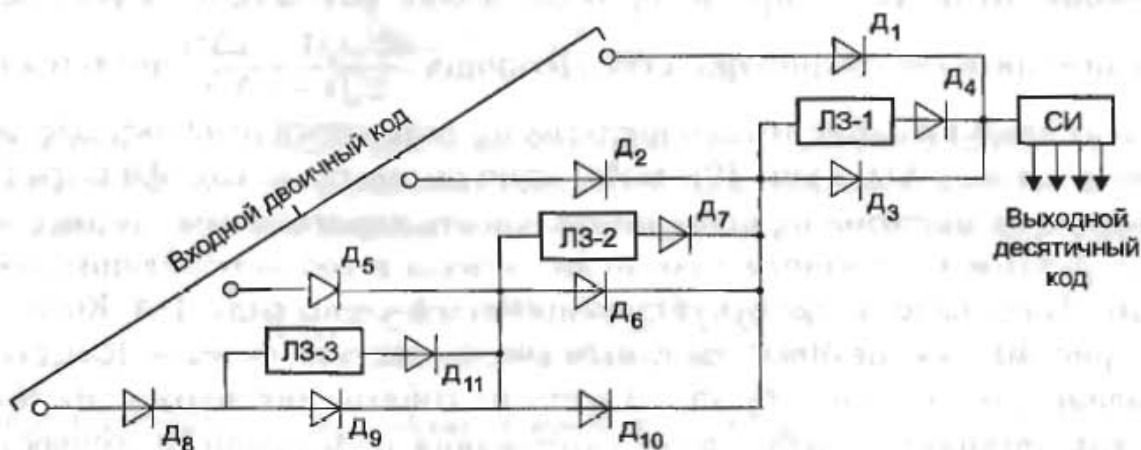 Д1
Д4
ЛЗ-1
СИ
Д2
Д3
Входной двоичный код
Д7
ЛЗ-2
Выходной
десятичный
код
Д5
Д6
ЛЗ-3
Д11
Д8
Д9
Д10